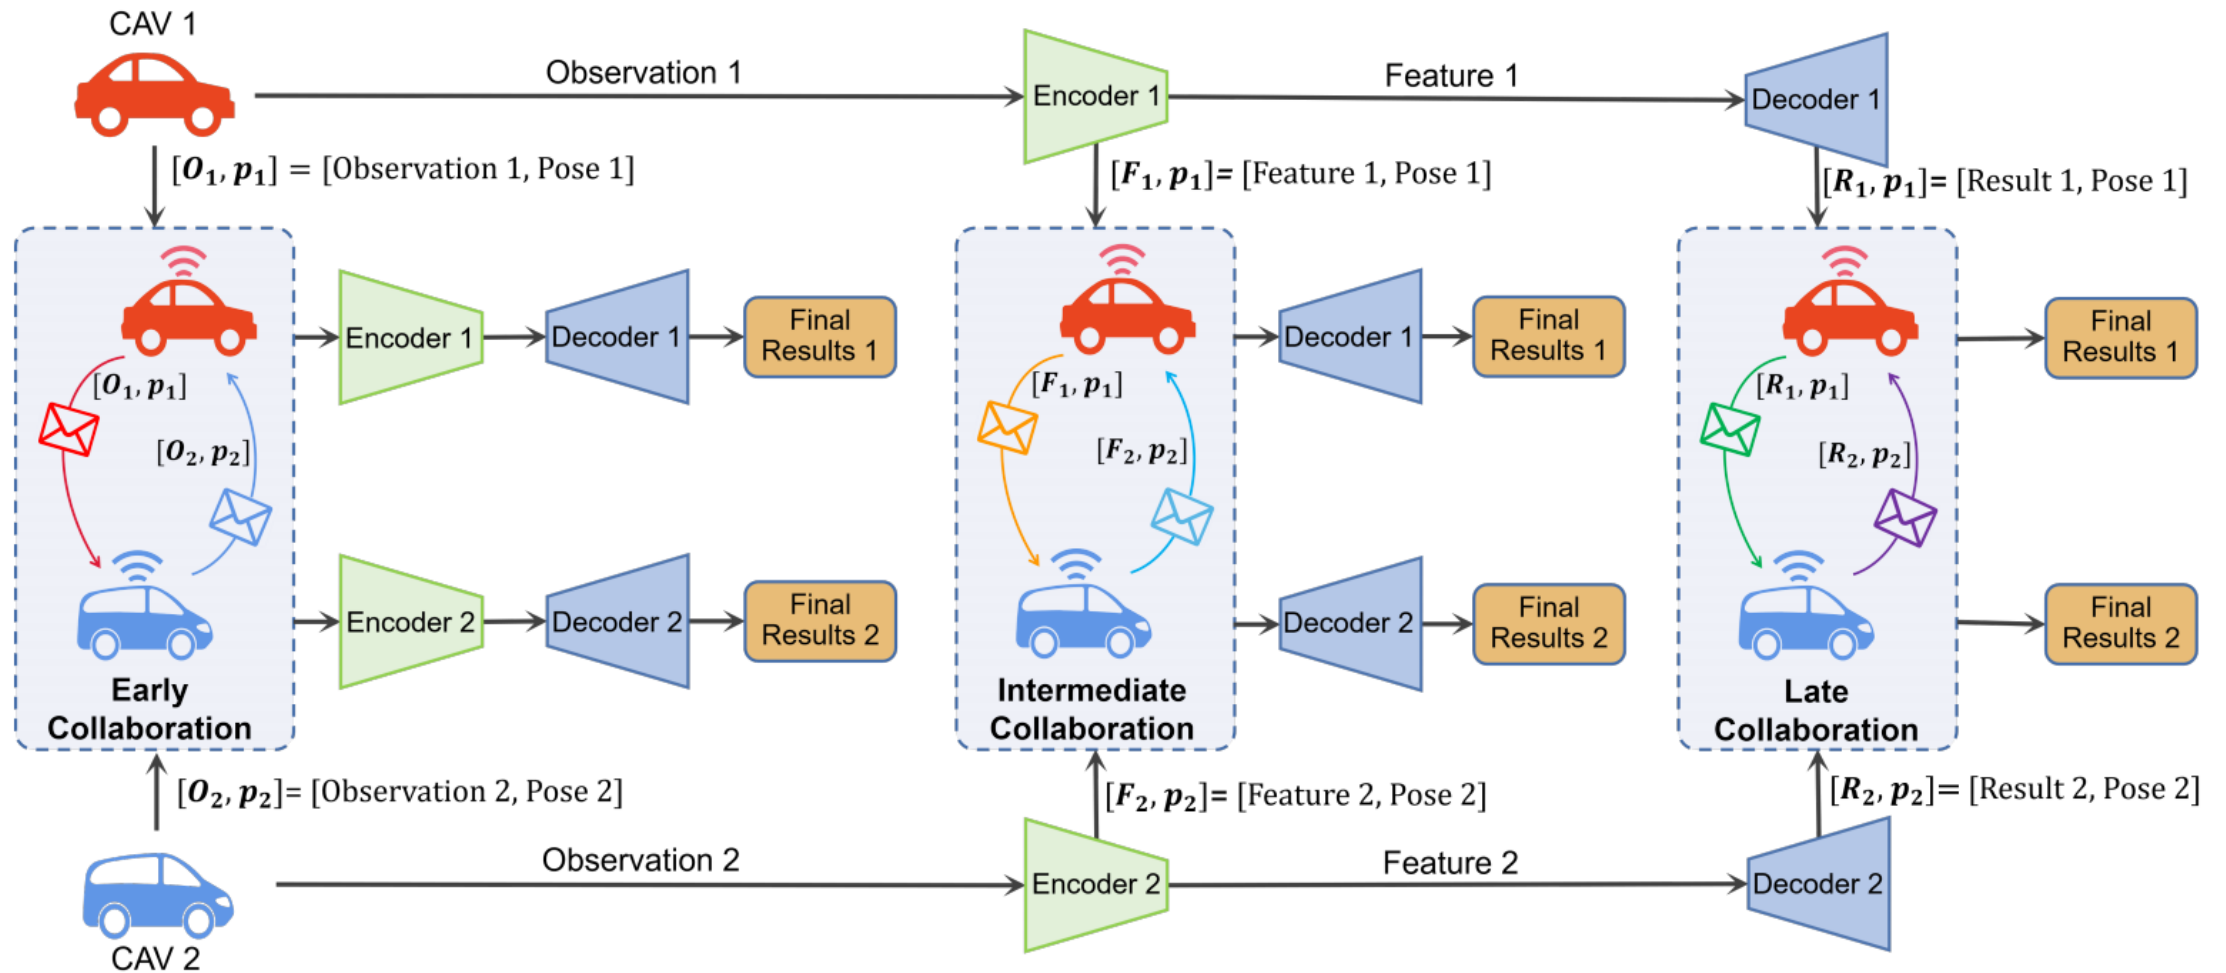 CAV 1
Observation 1
Encoder 1
Feature 1
Decoder 1
[O₁, p₁] = [Observation 1, Pose 1]
[F₁, p₁]= [Feature 1, Pose 1]
[R₁, p₁]= [Result 1, Pose 1]
[O₁, p₁]
[O₂, p₂]
Early
Collaboration
Encoder 1
Decoder 1
Final
Results 1
Encoder 2
Decoder 2
Final
Results 2
[F₁, p₁]
[F₂, p₂]
Intermediate
Collaboration
Decoder 1
Final
Results 1
Decoder 2
Final
Results 2
[R₁, p₁]
[R₂, p₂]
Late
Collaboration
Final
Results 1
Final
Results 2
[O₂, p₂]= [Observation 2, Pose 2]
[F₂, p₂]= [Feature 2, Pose 2]
[R₂, p₂]= [Result 2, Pose 2]
Observation 2
Encoder 2
Feature 2
Decoder 2
CAV 2